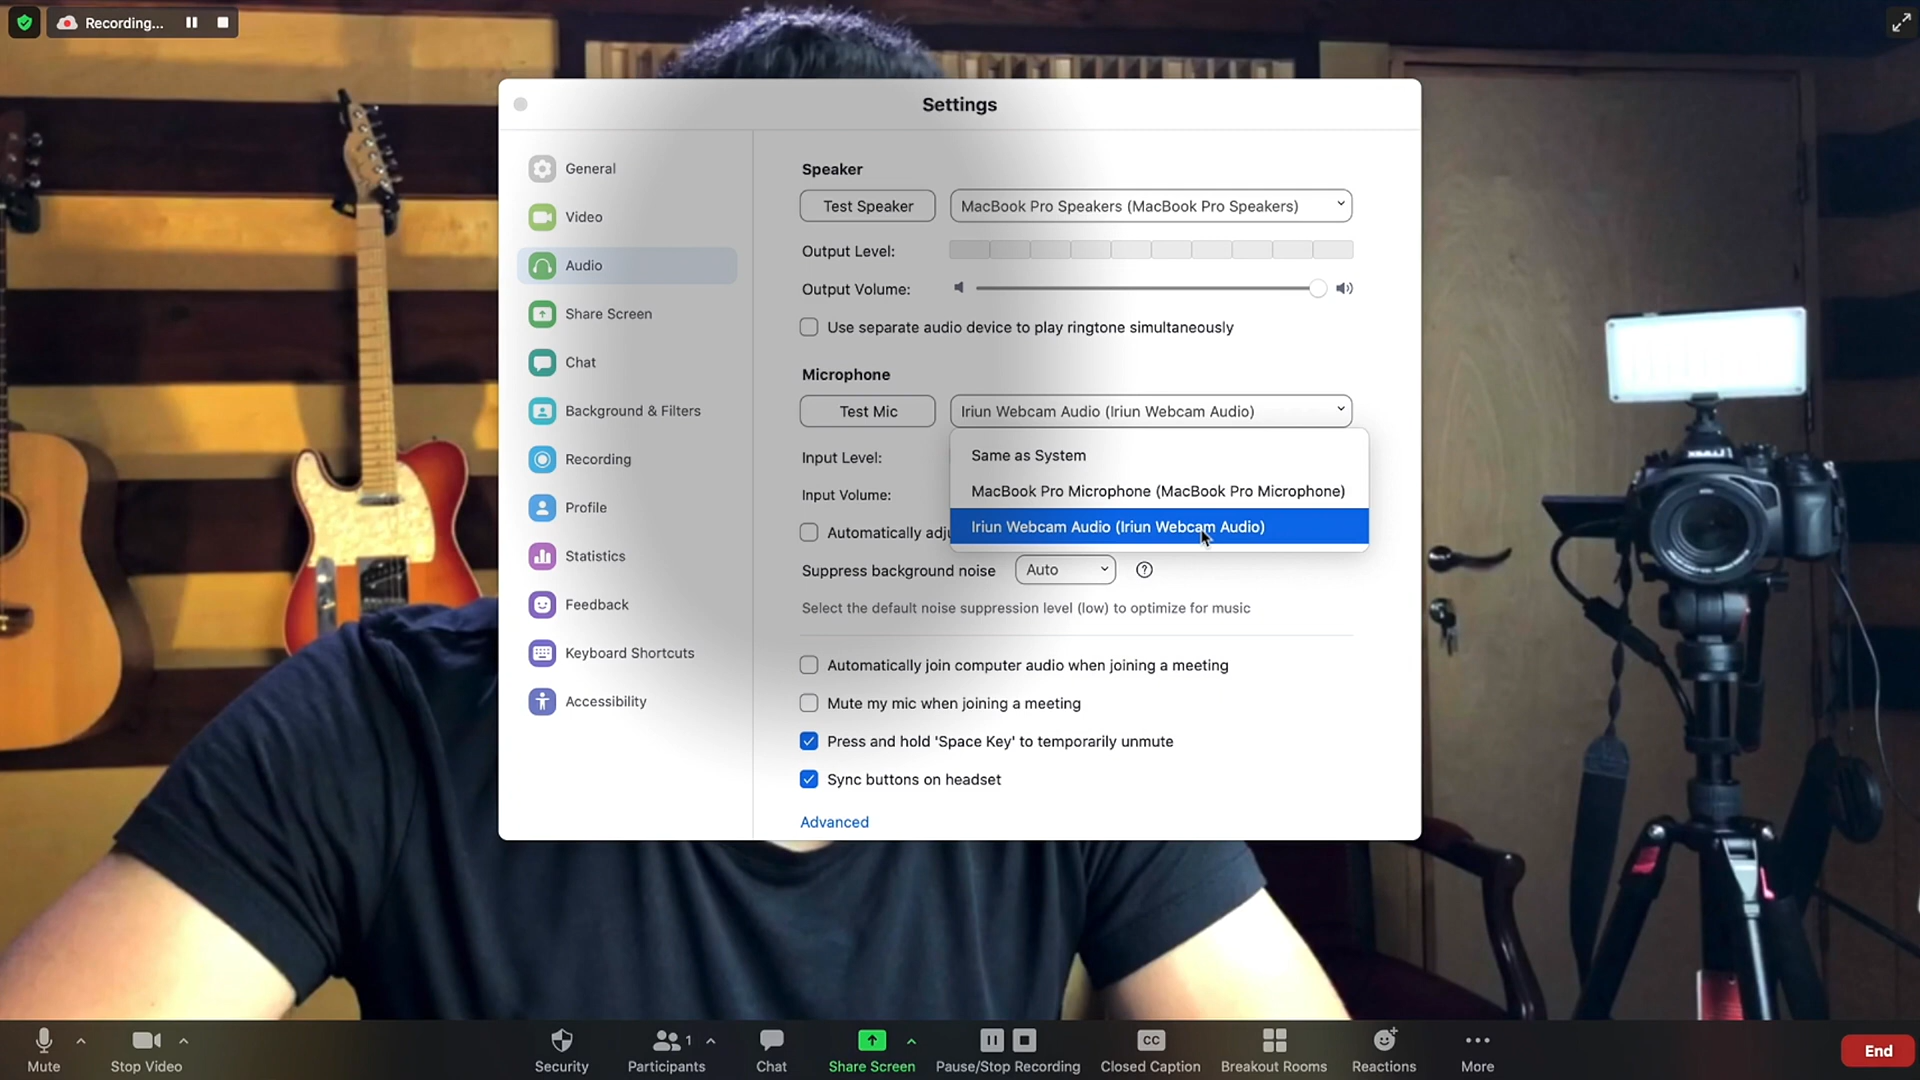 Recording...
Settings
General
Video
Audio
Share Screen
Chat
Background & Filters
Recording
Profile
Statistics
Feedback
Keyboard Shortcuts
Accessibility
Speaker
Test Speaker
MacBook Pro Speakers (MacBook Pro Speakers)
Output Level:
Output Volume:
Use separate audio device to play ringtone simultaneously
Microphone
Test Mic
Iriun Webcam Audio (Iriun Webcam Audio)
Same as System
Input Level:
MacBook Pro Microphone (MacBook Pro Microphone)
Input Volume:
Iriun Webcam Audio (Iriun Webcam Audio)
Automatically adju
Suppress background noise
Auto
Select the default noise suppression level (low) to optimize for music
Automatically join computer audio when joining a meeting
Mute my mic when joining a meeting
Press and hold 'Space Key' to temporarily unmute
Sync buttons on headset
Advanced
Mute
Stop Video
Security
1
Participants
Chat
Share Screen
Pause/Stop Recording
CC
Closed Caption
Breakout Rooms
Reactions
More
End